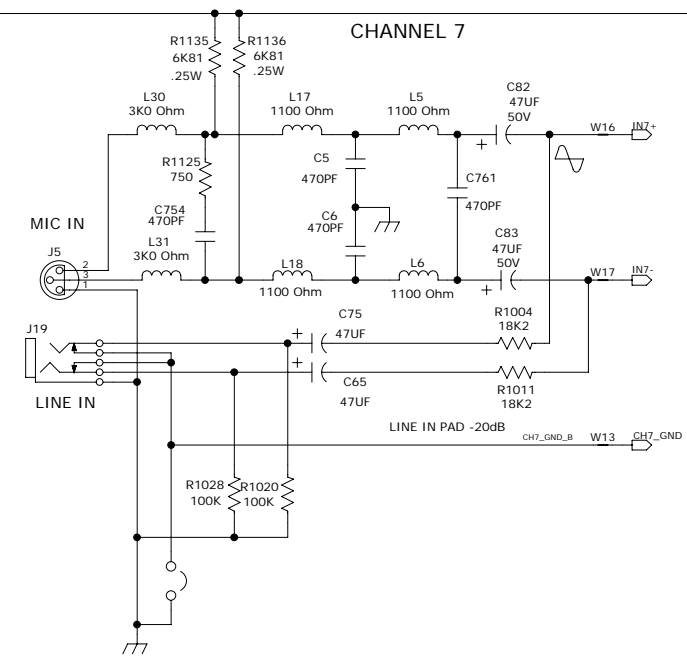 CHANNEL 7
R1135
6K81
.25W
R1136
6K81
.25W
L30
3K0 Ohm
L17
1100 Ohm
L5
1100 Ohm
C82
47UF
50V
+
W16
IN7+
R1125
750
C5
470PF
C761
470PF
C754
470PF
C6
470PF
MIC IN
J5
2
3
1
L31
3K0 Ohm
L18
1100 Ohm
L6
1100 Ohm
C83
47UF
50V
+
W17
IN7-
J19
LINE IN
C75
47UF
+
R1004
18K2
+
C65
47UF
R1011
18K2
LINE IN PAD -20dB
CH7_GND_B
W13
CH7_GND
R1028
100K
R1020
100K